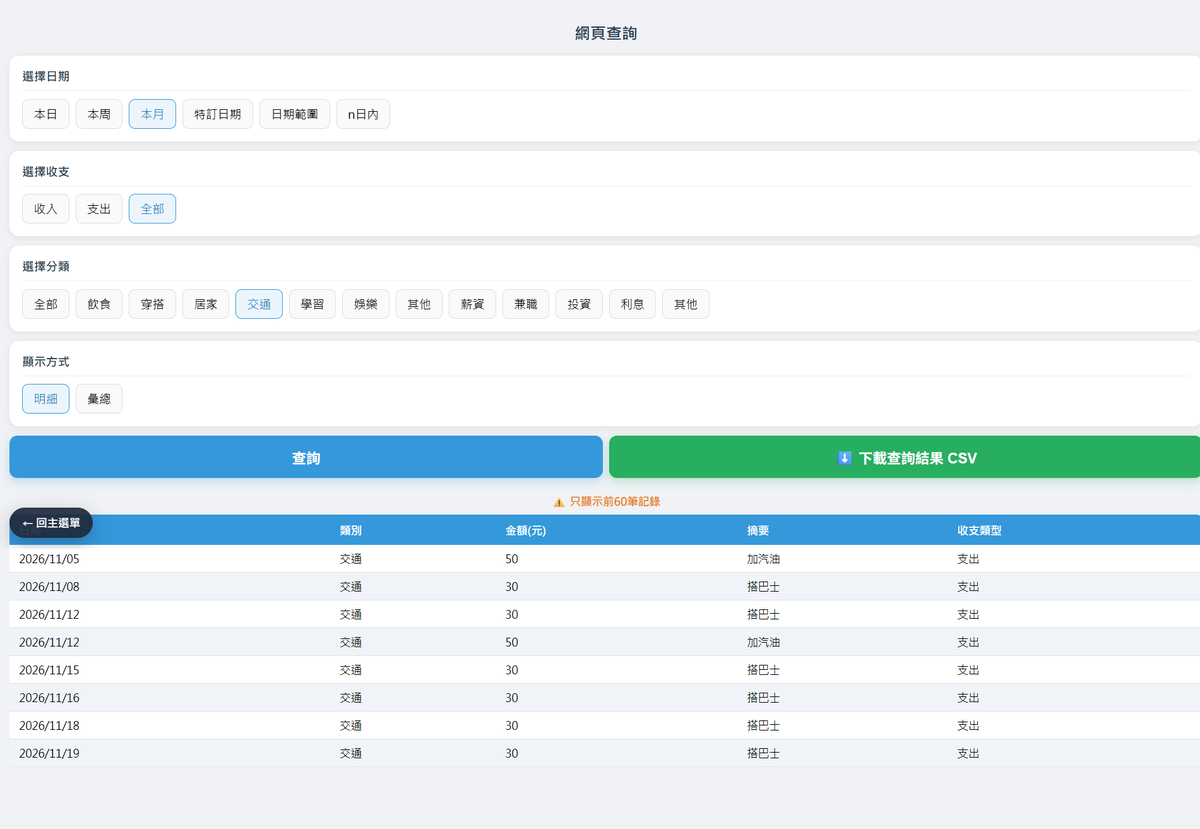 網頁查詢
選擇日期
本日 本周 本月 特訂日期 日期範圍 n日內
選擇收支
收入 支出 全部
選擇分類
全部 飲食 穿搭 居家 交通 學習 娛樂 其他 薪資 兼職 投資 利息 其他
顯示方式
明細 彙總
查詢 ⬇️ 下載查詢結果 CSV
⚠️ 只顯示前60筆記錄
← 回主選單 類別 金額(元) 摘要 收支類型
2026/11/05 交通 50 加汽油 支出
2026/11/08 交通 30 搭巴士 支出
2026/11/12 交通 30 搭巴士 支出
2026/11/12 交通 50 加汽油 支出
2026/11/15 交通 30 搭巴士 支出
2026/11/16 交通 30 搭巴士 支出
2026/11/18 交通 30 搭巴士 支出
2026/11/19 交通 30 搭巴士 支出